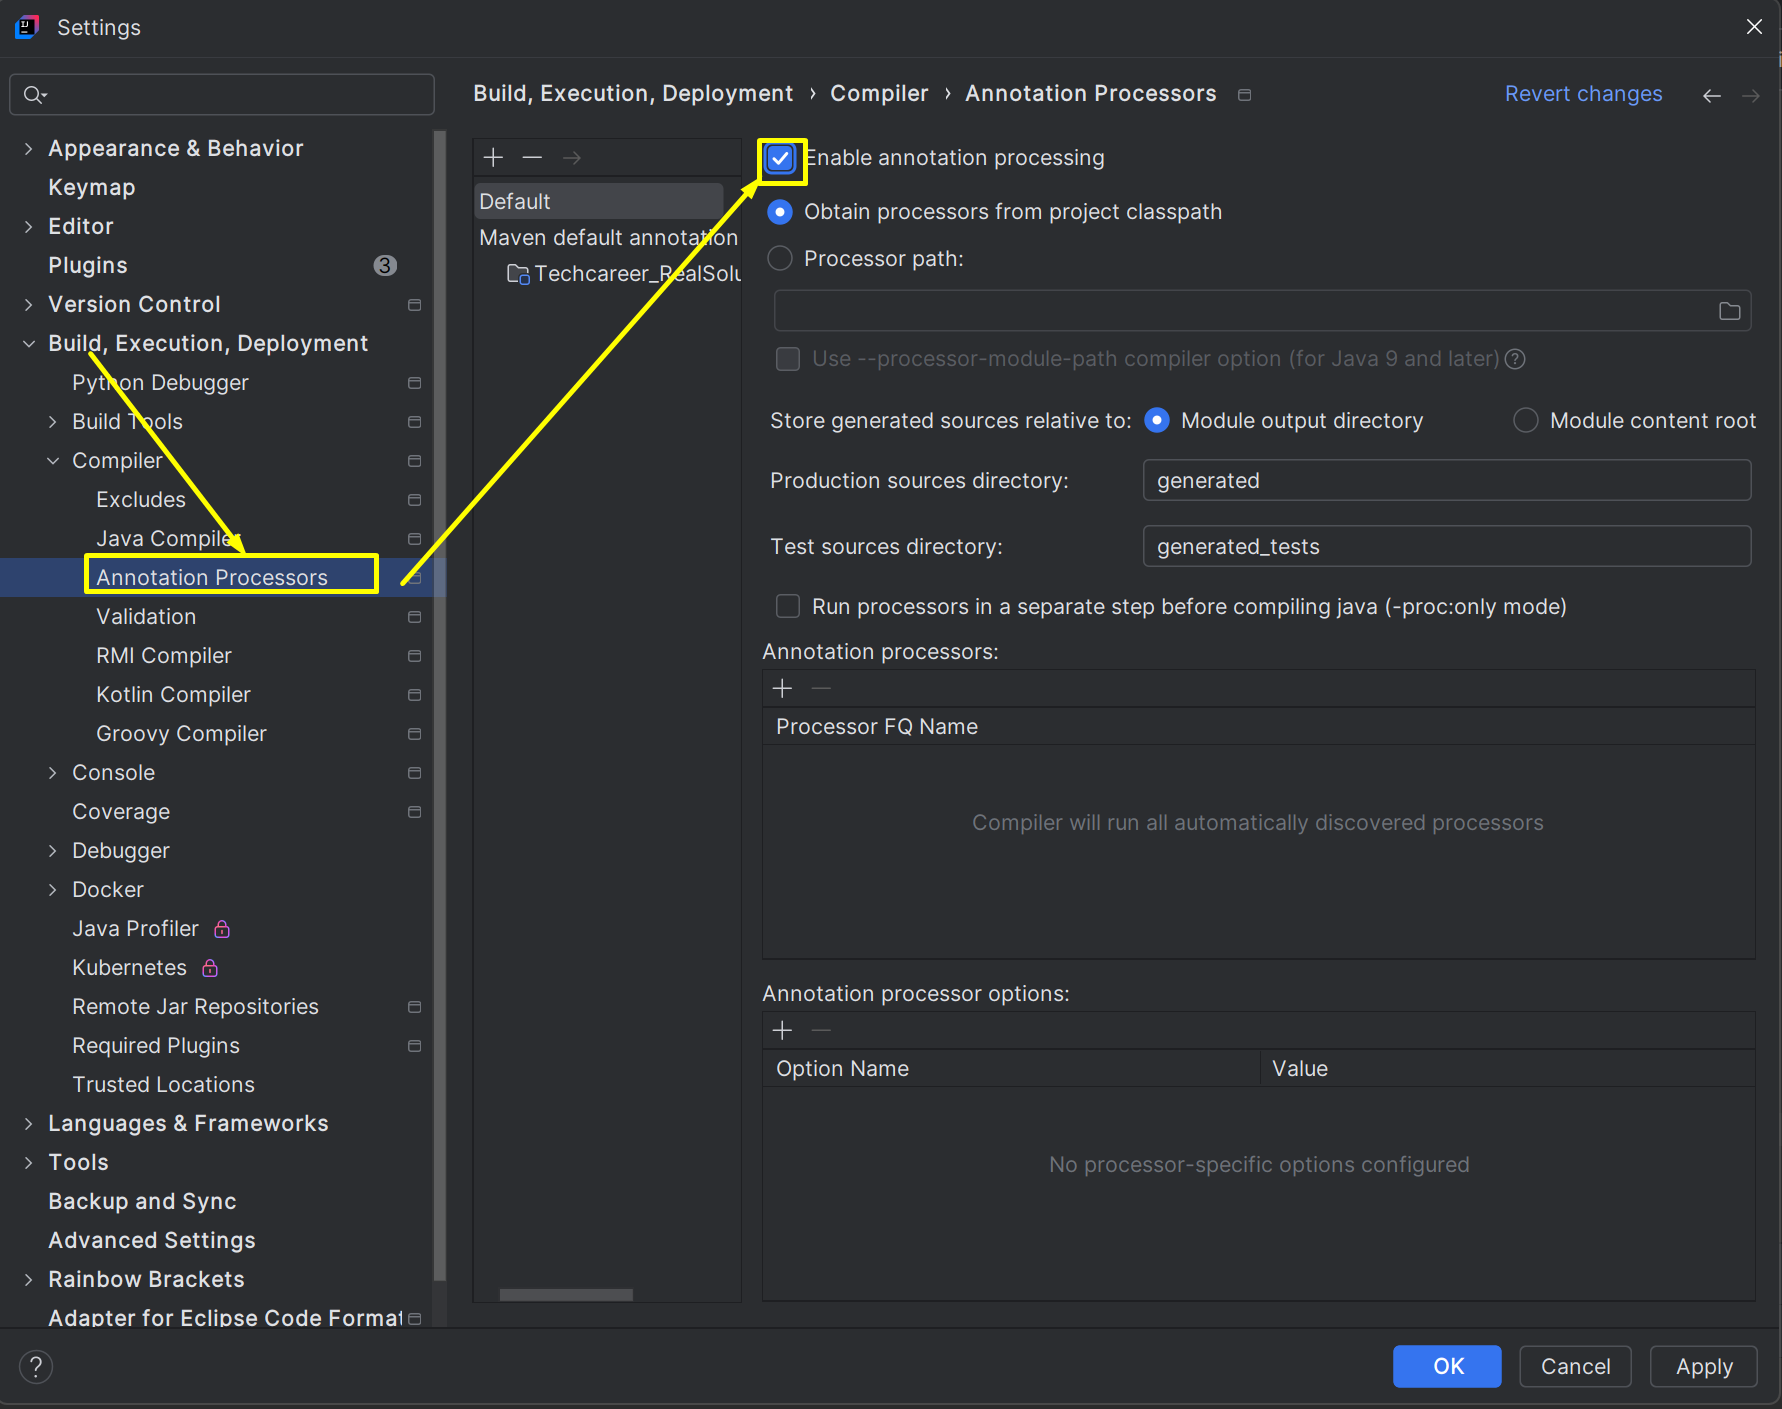 Settings
Build, Execution, Deployment › Compiler › Annotation Processors
Revert changes
Appearance & Behavior
Keymap
Editor
Plugins 3
Version Control
Build, Execution, Deployment
Python Debugger
Build Tools
Compiler
Excludes
Java Compiler
Annotation Processors
Validation
RMI Compiler
Kotlin Compiler
Groovy Compiler
Console
Coverage
Debugger
Docker
Java Profiler
Kubernetes
Remote Jar Repositories
Required Plugins
Trusted Locations
Languages & Frameworks
Tools
Backup and Sync
Advanced Settings
Rainbow Brackets
Adapter for Eclipse Code Format
Default
Maven default annotation
Techcareer_RealSolu
Enable annotation processing
Obtain processors from project classpath
Processor path:
Use --processor-module-path compiler option (for Java 9 and later) ?
Store generated sources relative to: Module output directory Module content root
Production sources directory: generated
Test sources directory: generated_tests
Run processors in a separate step before compiling java (-proc:only mode)
Annotation processors:
Processor FQ Name
Compiler will run all automatically discovered processors
Annotation processor options:
Option Name Value
No processor-specific options configured
? OK Cancel Apply